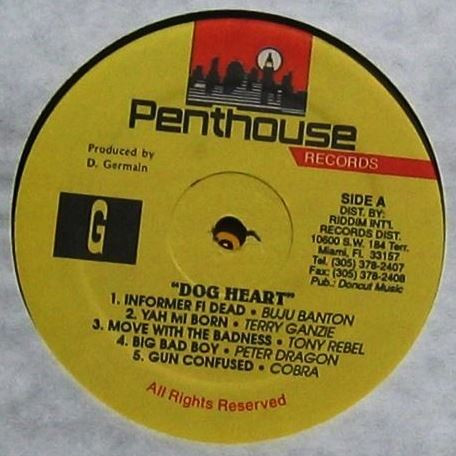 Penthouse
RECORDS
Produced by
D. Germain
G
SIDE A
DIST. BY:
RIDDIM INT'L
RECORDS DIST.
10600 S.W. 184 Terr.
Miami, FL 33157
Tel. (305) 378-2407
Fax: (305) 378-2408
Pub.: Doncut Music
"DOG HEART"
1. INFORMER FI DEAD • BUJU BANTON
2. YAH MI BORN • TERRY GANZIE
3. MOVE WITH THE BADNESS • TONY REBEL
4. BIG BAD BOY • PETER DRAGON
5. GUN CONFUSED • COBRA
All Rights Reserved